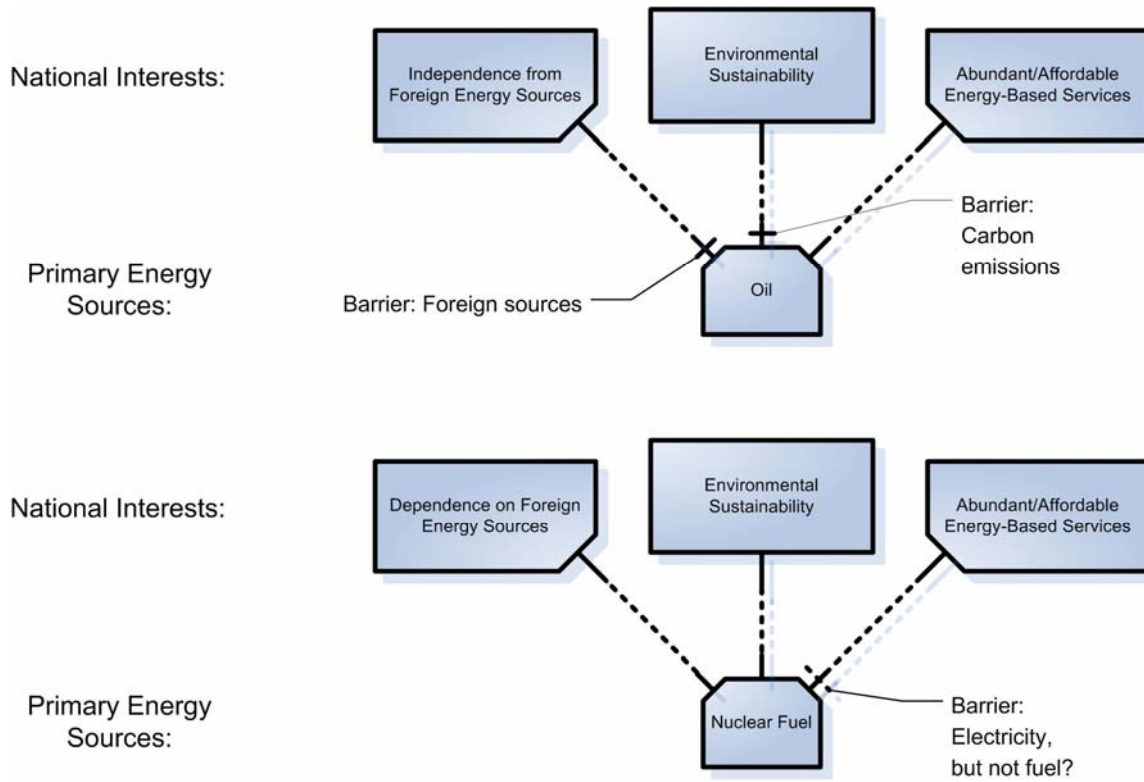 National Interests:
Independence from
Foreign Energy Sources
Environmental
Sustainability
Abundant/Affordable
Energy-Based Services
Primary Energy
Sources:
Barrier: Foreign sources
Oil
Barrier:
Carbon
emissions
National Interests:
Dependence on Foreign
Energy Sources
Environmental
Sustainability
Abundant/Affordable
Energy-Based Services
Primary Energy
Sources:
Nuclear Fuel
Barrier:
Electricity,
but not fuel?